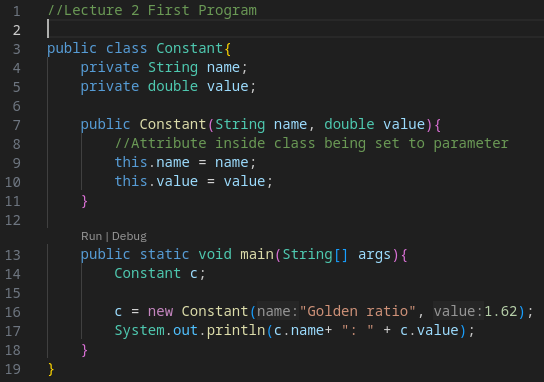 1 //Lecture 2 First Program
2
3 public class Constant{
4     private String name;
5     private double value;
6
7     public Constant(String name, double value){
8         //Attribute inside class being set to parameter
9         this.name = name;
10         this.value = value;
11     }
12
Run | Debug
13     public static void main(String[] args){
14         Constant c;
15
16         c = new Constant(name:"Golden ratio", value:1.62);
17         System.out.println(c.name+ ": " + c.value);
18     }
19 }